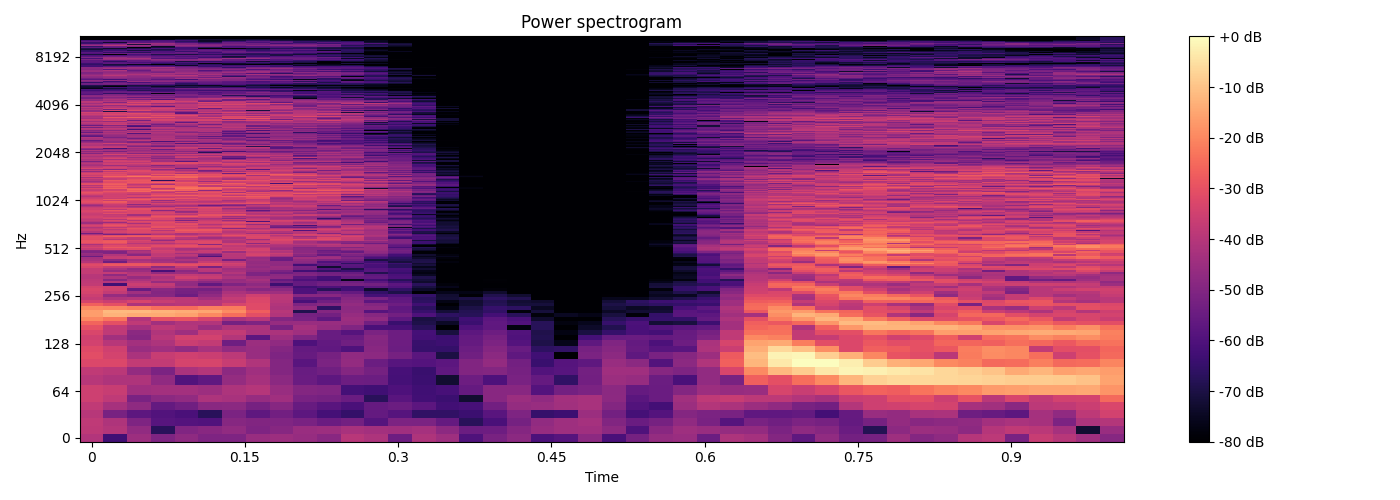 Power spectrogram
8192
4096
2048
1024
512
256
128
64
0
Hz
0 0.15 0.3 0.45 0.6 0.75 0.9
Time
+0 dB
-10 dB
-20 dB
-30 dB
-40 dB
-50 dB
-60 dB
-70 dB
-80 dB